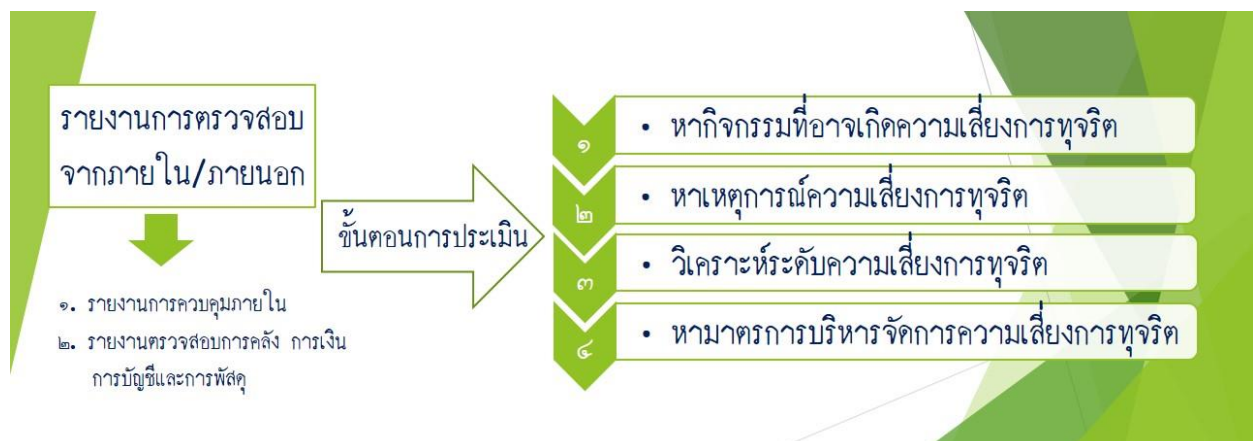 รายงานการตรวจสอบ
จากภายใน/ภายนอก
๑. รายงานการควบคุมภายใน
๒. รายงานตรวจสอบการคลัง การเงิน
การบัญชีและการพัสดุ
ขั้นตอนการประเมิน
๑ • หากิจกรรมที่อาจเกิดความเสี่ยงการทุจริต
๒ • หาเหตุการณ์ความเสี่ยงการทุจริต
๓ • วิเคราะห์ระดับความเสี่ยงการทุจริต
๔ • หามาตรการบริหารจัดการความเสี่ยงการทุจริต